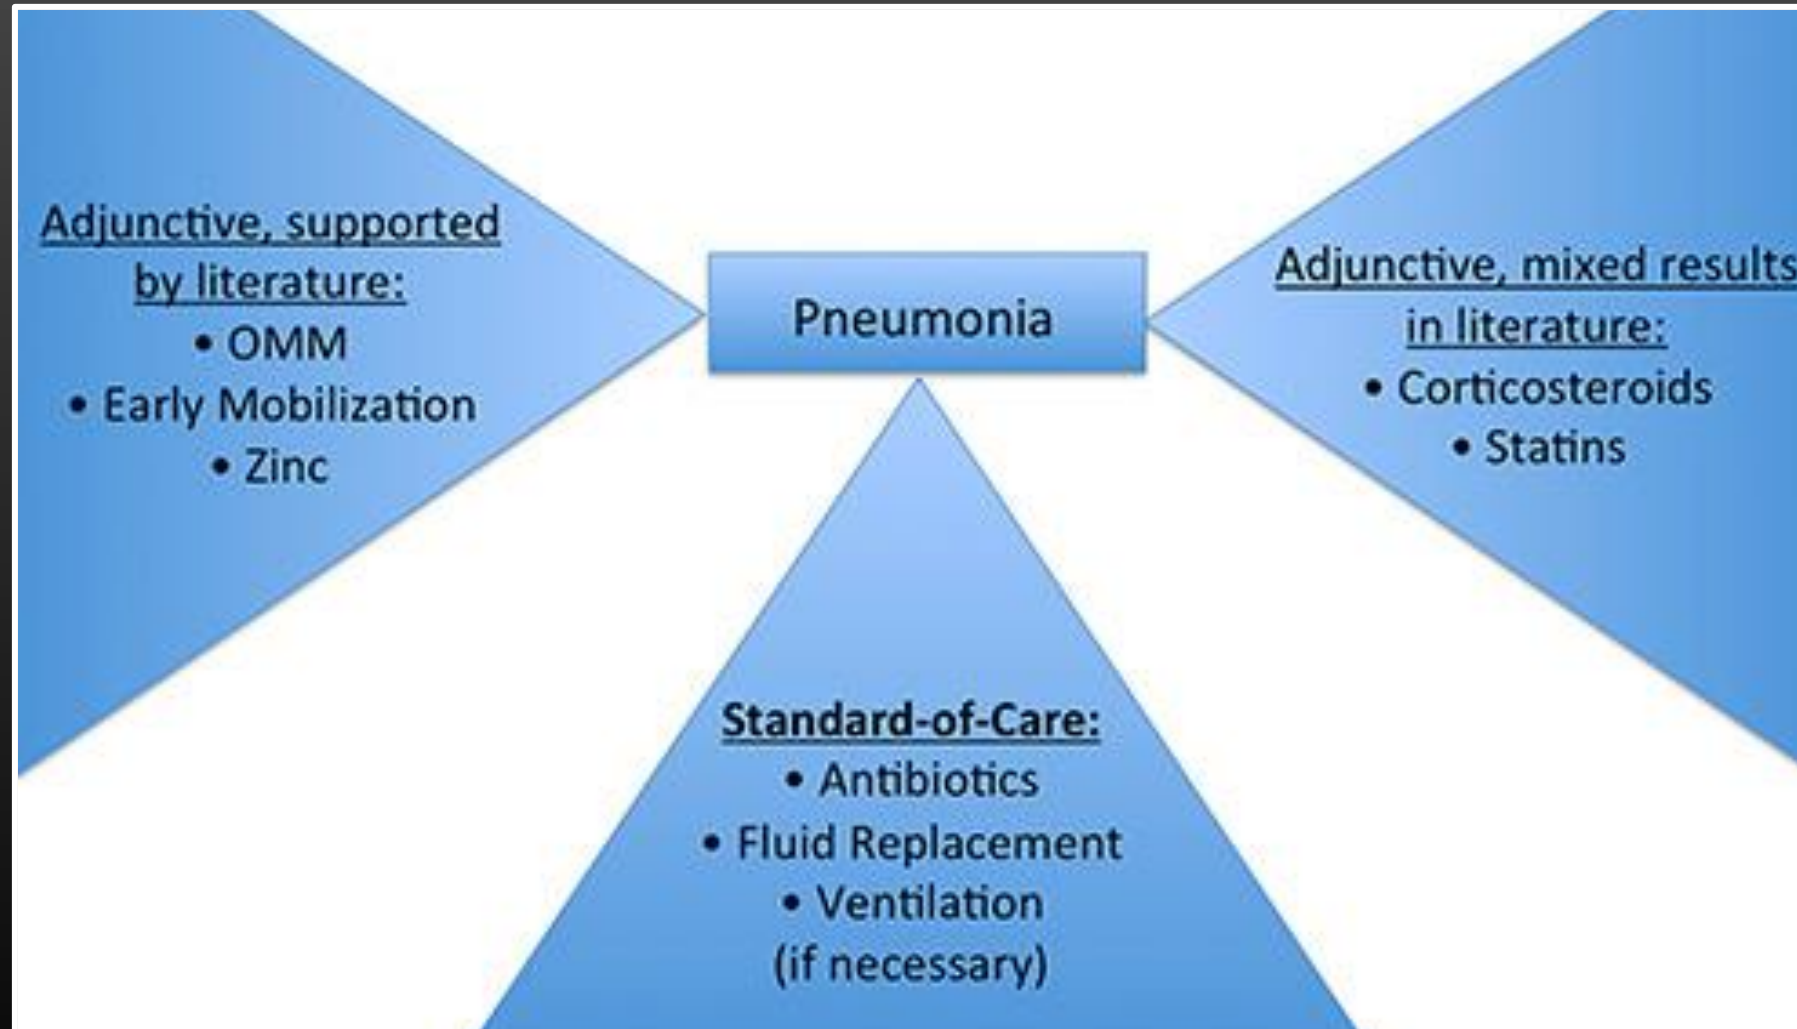 Adjunctive, supported
by literature:
• OMM
• Early Mobilization
• Zinc
Pneumonia
Adjunctive, mixed results
in literature:
• Corticosteroids
• Statins
Standard-of-Care:
• Antibiotics
• Fluid Replacement
• Ventilation
(if necessary)